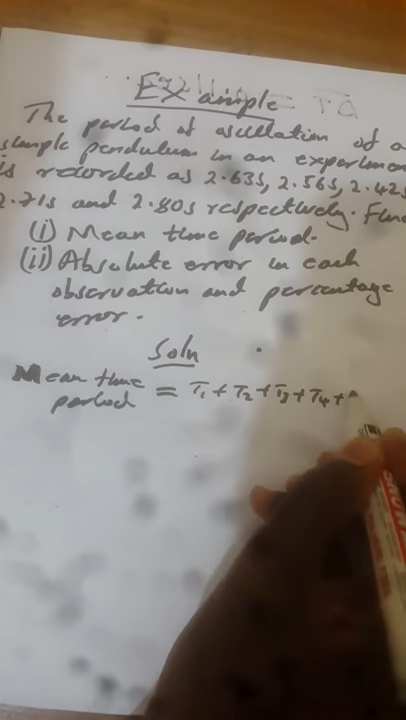 Example
The period of oscillation of a
simple pendulum in an experimen
is recorded as 2.63s, 2.56s, 2.42s
2.71s and 2.80s respectively. Find
(i) Mean time period.
(ii) Absolute error in each
observation and percentage
error.
Soln
Mean time
period = T₁ + T₂ + T₃ + T₄ +